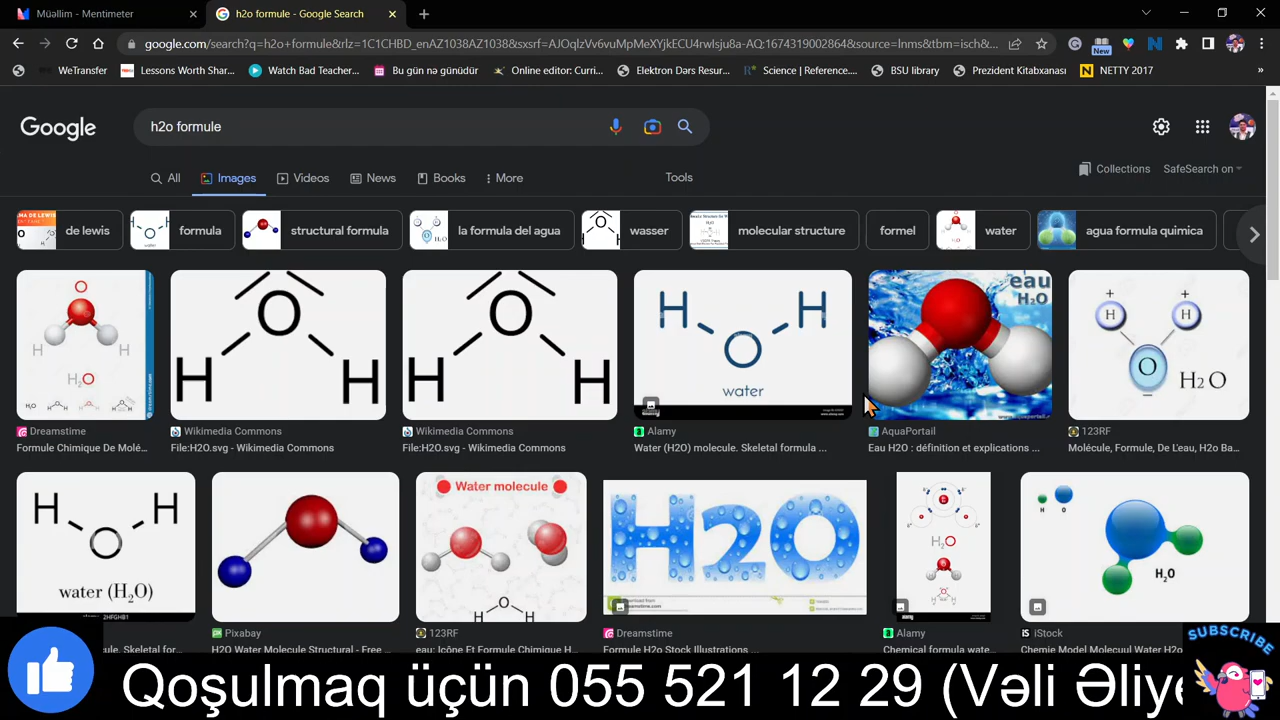 Müəllim - Mentimeter
h2o formule - Google Search
google.com/search?q=h2o+formule&rlz=1C1CHBD_enAZ1038AZ1038&sxsrf=AJOqlzVv6vuMpMeXYjkECU4rwIsju8a-AQ:1674319002864&source=lnms&tbm=isch&...
New
WeTransfer
Lessons Worth Shar...
Watch Bad Teacher...
Bu gün nə günüdür
Online editor: Curri...
Elektron Dərs Resur...
Science | Reference....
BSU library
Prezident Kitabxanası
NETTY 2017
Google
h2o formule
Collections
SafeSearch on
All
Images
Videos
News
Books
More
Tools
de lewis
formula
structural formula
la formula del agua
wasser
molecular structure
formel
water
agua formula quimica
O
H H
H₂O
O
H H
O
H H
H H
O
water
eau
H₂O
+ +
H H
O
H₂O
Dreamstime
Formule Chimique De Molé...
Wikimedia Commons
File:H2O.svg - Wikimedia Commons
Wikimedia Commons
File:H2O.svg - Wikimedia Commons
Alamy
Water (H2O) molecule. Skeletal formula ...
AquaPortail
Eau H2O : définition et explications ...
123RF
Molécule, Formule, De L'eau, H2o Ba...
H H
O
water (H₂O)
Water molecule
H O H
H2O
H₂O
H O
H₂O
Alamy
Pixabay
H2O Water Molecule Structural - Free ...
123RF
eau: Icône Et Formule Chimique H...
Dreamstime
Formule H2o Stock Illustrations ...
Alamy
Chemical formula wate...
iStock
Chemie Model Molecuul Water H2o
Qoşulmaq üçün 055 521 12 29 (Vəli Əliye
SUBSCRIBE